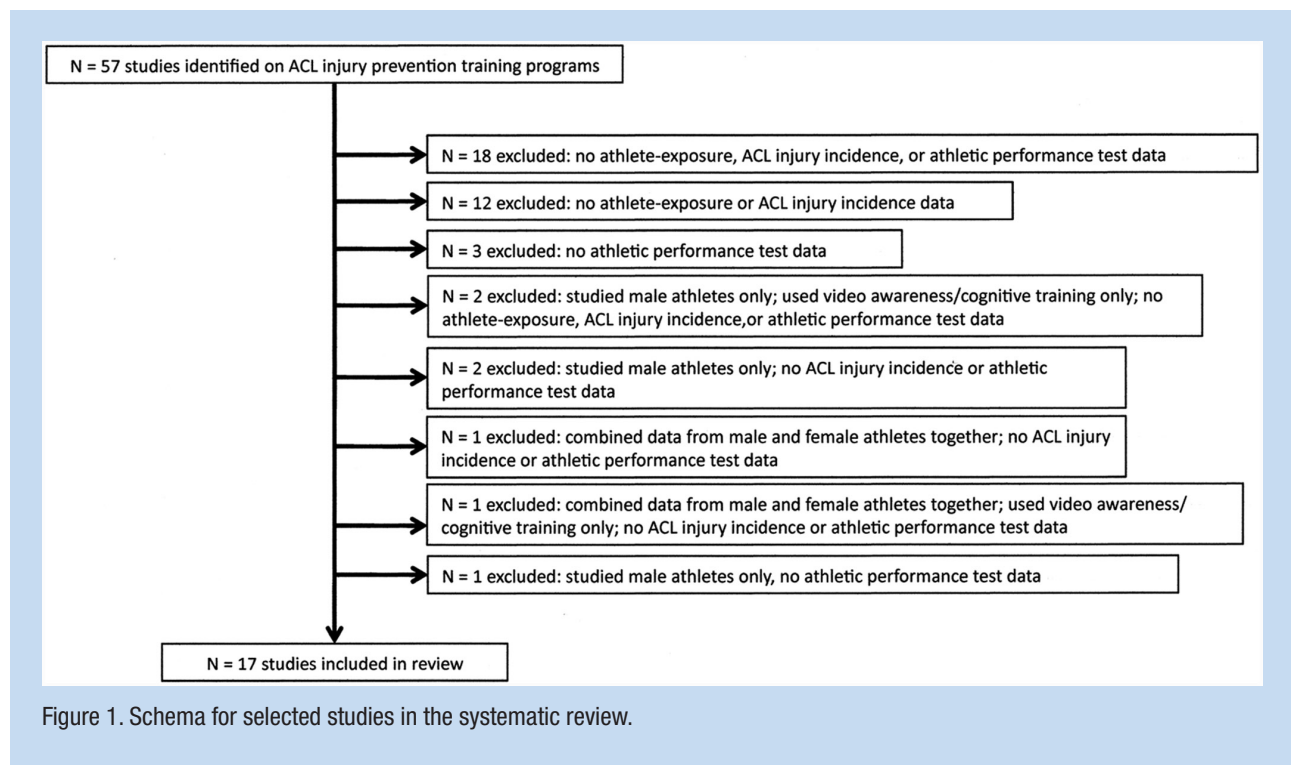 N = 57 studies identified on ACL injury prevention training programs
N = 18 excluded: no athlete-exposure, ACL injury incidence, or athletic performance test data
N = 12 excluded: no athlete-exposure or ACL injury incidence data
N = 3 excluded: no athletic performance test data
N = 2 excluded: studied male athletes only; used video awareness/cognitive training only; no
athlete-exposure, ACL injury incidence,or athletic performance test data
N = 2 excluded: studied male athletes only; no ACL injury incidence or athletic
performance test data
N = 1 excluded: combined data from male and female athletes together; no ACL injury
incidence or athletic performance test data
N = 1 excluded: combined data from male and female athletes together; used video awareness/
cognitive training only; no ACL injury incidence or athletic performance test data
N = 1 excluded: studied male athletes only, no athletic performance test data
N = 17 studies included in review
Figure 1. Schema for selected studies in the systematic review.